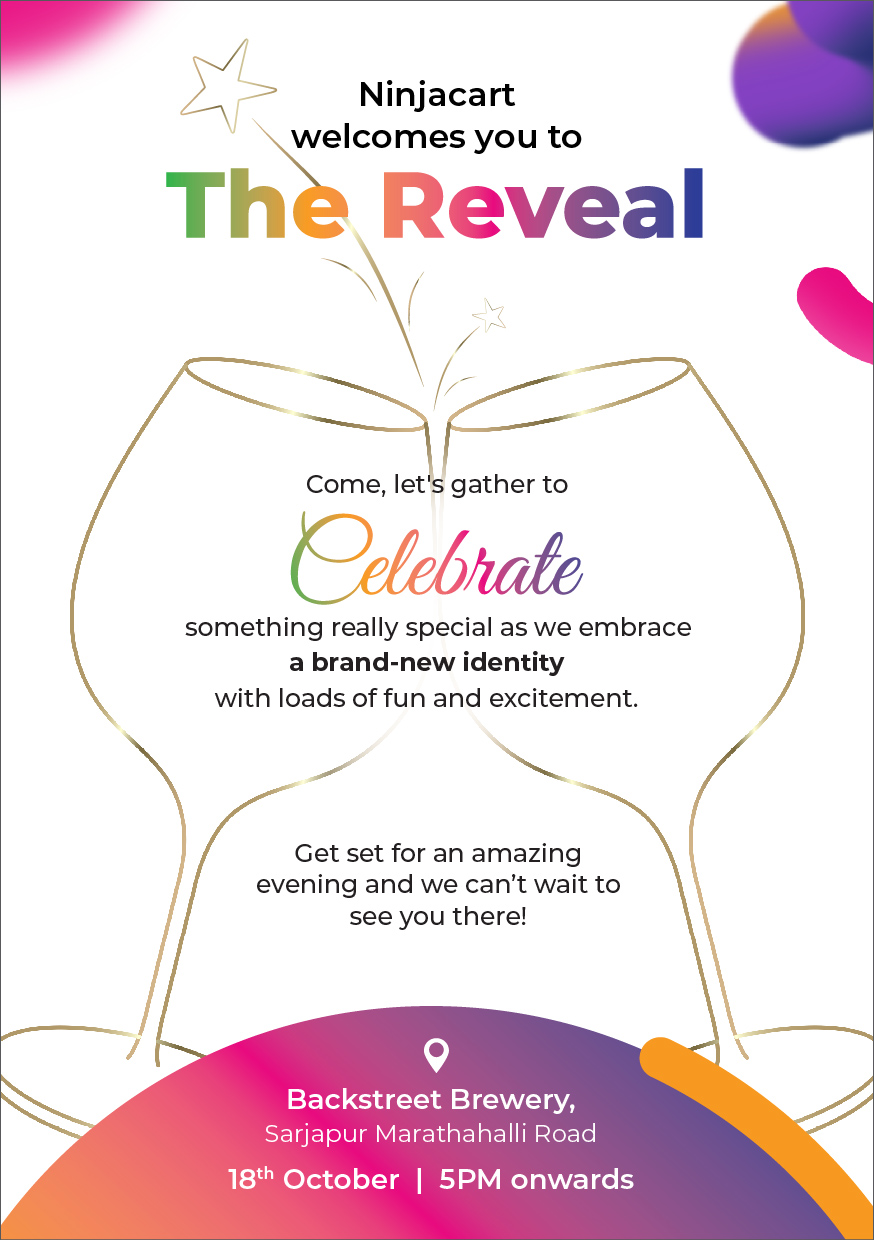 Ninjacart
welcomes you to
The Reveal
Come, let's gather to
Celebrate
something really special as we embrace
a brand-new identity
with loads of fun and excitement.
Get set for an amazing
evening and we can’t wait to
see you there!
Backstreet Brewery,
Sarjapur Marathahalli Road
18th October | 5PM onwards